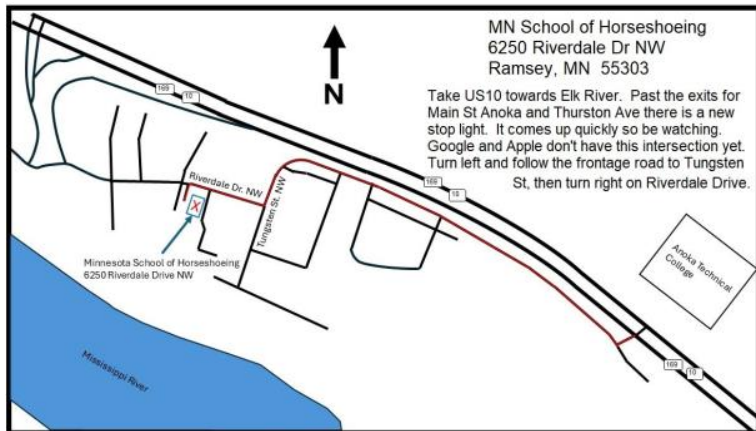 MN School of Horseshoeing
6250 Riverdale Dr NW
Ramsey, MN 55303
Take US10 towards Elk River. Past the exits for
Main St Anoka and Thurston Ave there is a new
stop light. It comes up quickly so be watching.
Google and Apple don't have this intersection yet.
Turn left and follow the frontage road to Tungsten
St, then turn right on Riverdale Drive.
N
169
10
Riverdale Dr. NW
Tungsten St. NW
X
Minnesota School of Horseshoeing
6250 Riverdale Drive NW
169
10
Anoka Technical
College
Mississippi River
169
10